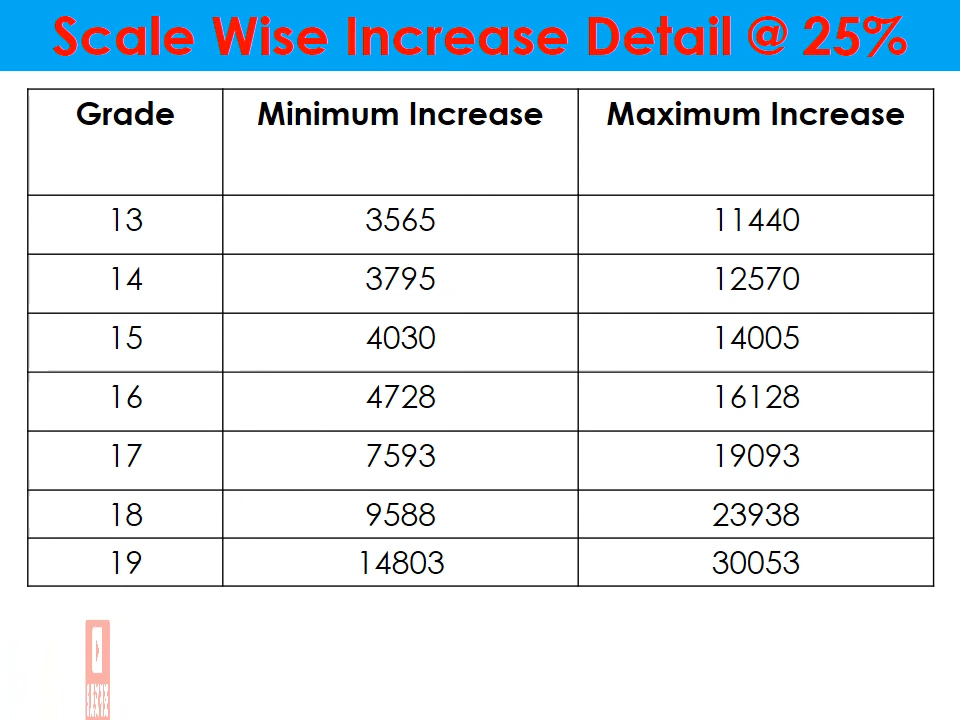 Scale Wise Increase Detail @ 25%
Grade Minimum Increase Maximum Increase
13 3565 11440
14 3795 12570
15 4030 14005
16 4728 16128
17 7593 19093
18 9588 23938
19 14803 30053